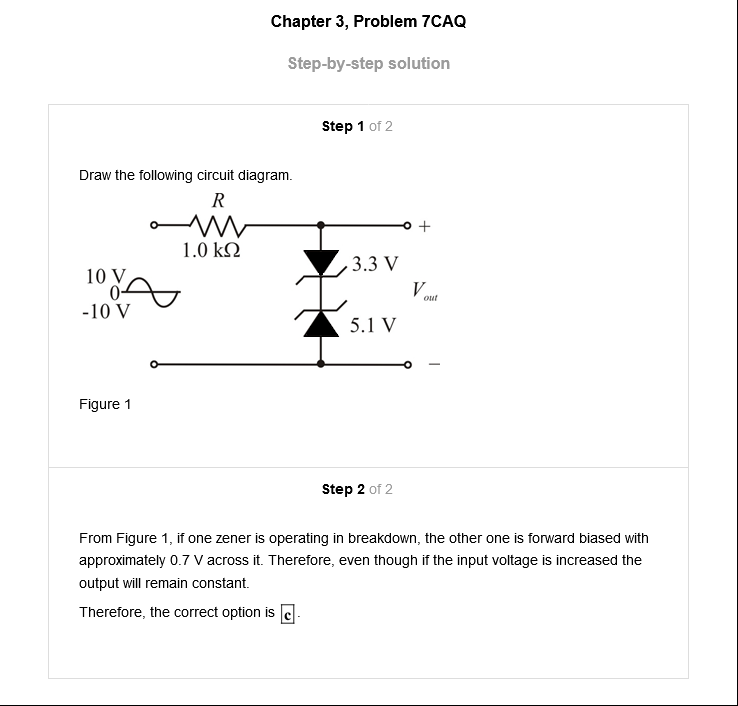 Chapter 3, Problem 7CAQ
Step-by-step solution
Step 1 of 2
Draw the following circuit diagram.
R
1.0 kΩ
+
3.3 V
10 V
0
-10 V
Vout
5.1 V
–
Figure 1
Step 2 of 2
From Figure 1, if one zener is operating in breakdown, the other one is forward biased with
approximately 0.7 V across it. Therefore, even though if the input voltage is increased the
output will remain constant.
Therefore, the correct option is c.